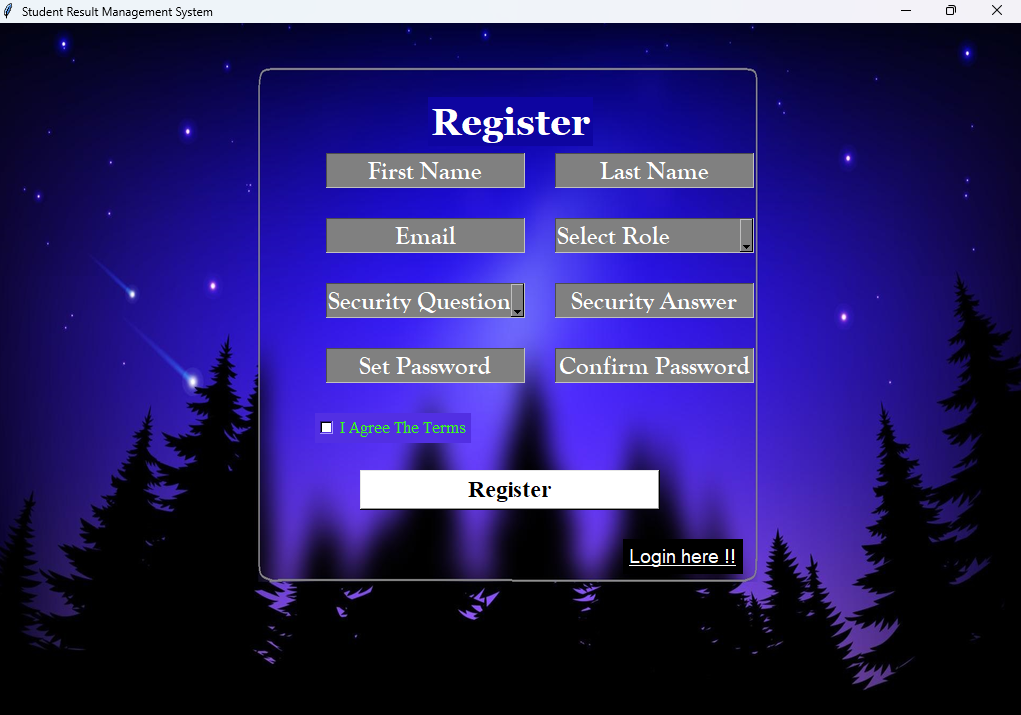 Student Result Management System
Register
First Name Last Name
Email Select Role
Security Question Security Answer
Set Password Confirm Password
I Agree The Terms
Register
Login here !!